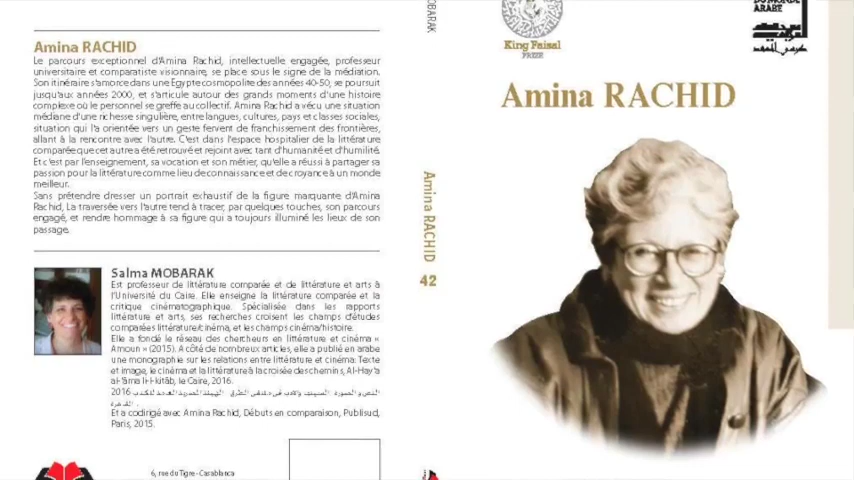 Amina RACHID
Le parcours exceptionnel d'Amina Rachid, intellectuelle engagée, professeur
universitaire et comparatiste visionnaire, se place sous le signe de la médiation.
Son itinéraire s'amorce dans une Egypte cosmopolite des années 40-50, se poursuit
jusqu'aux années 2000, et s'articule autour des grands moments d'une histoire
complexe où le personnel se greffe au collectif. Amina Rachid a vécu une situation
médiane d'une richesse singulière, entre langues, cultures, pays et classes sociales,
situation qui l'a orientée vers un geste fervent de franchissement des frontières,
allant à la rencontre avec l'autre. C'est dans l'espace hospitalier de la littérature
comparée que cet autre a été retrouvé et rejoint avec tant d'humanité et d'humilité.
Et c'est par l'enseignement, sa vocation et son métier, qu'elle a réussi à partager sa
passion pour la littérature comme lieu de connaissance et de croyance à un monde
meilleur.
Sans prétendre dresser un portrait exhaustif de la figure marquante d'Amina
Rachid, La traversée vers l'autre tend à tracer, par quelques touches, son parcours
engagé, et rendre hommage à sa figure qui a toujours illuminé les lieux de son
passage.
Salma MOBARAK
Est professeur de littérature comparée et de littérature et arts à
l'Université du Caire. Elle enseigne la littérature comparée et la
critique cinématographique. Spécialisée dans les rapports
littérature et arts, ses recherches croisent les champs d'études
comparées littérature/cinéma, et les champs cinéma/histoire.
Elle a fondé le réseau des chercheurs en littérature et cinéma «
Amoun » (2015). A côté de nombreux articles, elle a publié en arabe
une monographie sur les relations entre littérature et cinéma: Texte
et image, le cinéma et la littérature à la croisée des chemins, Al-Hay'a
al-'âma li-l-kitâb, le Caire, 2016.
2016
Et a codirigé avec Amina Rachid, Débuts en comparaison, Publisud,
Paris, 2015.
6, rue du Tigre - Casablanca
OBARAK
Amina RACHID
42
King Faisal
PRIZE
DU MONDE
ARABE
Amina RACHID